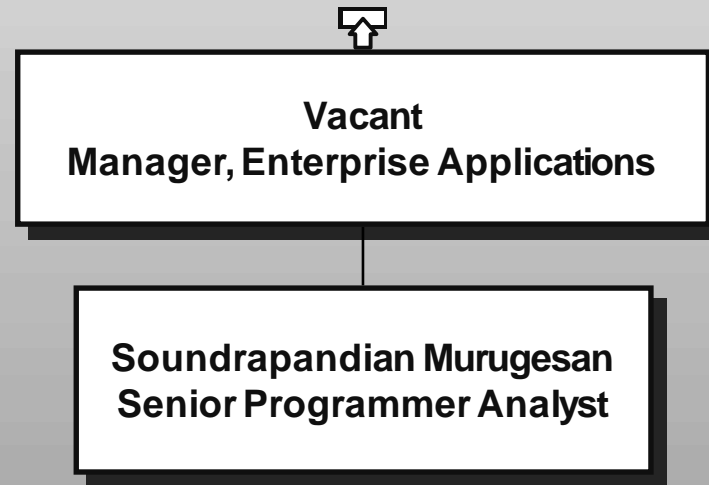 Vacant
Manager, Enterprise Applications
Soundrapandian Murugesan
Senior Programmer Analyst